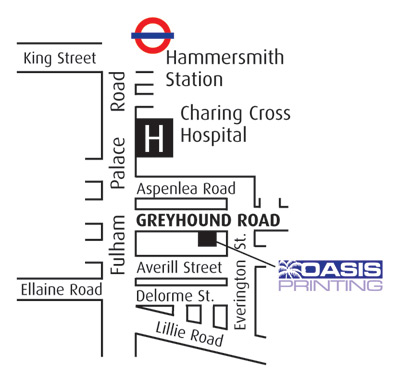 King Street
Hammersmith
Station
Fulham Palace Road
Charing Cross
Hospital
H
Aspenlea Road
GREYHOUND ROAD
Averill Street
Everington St.
OASIS
PRINTING
Ellaine Road
Delorme St.
Lillie Road